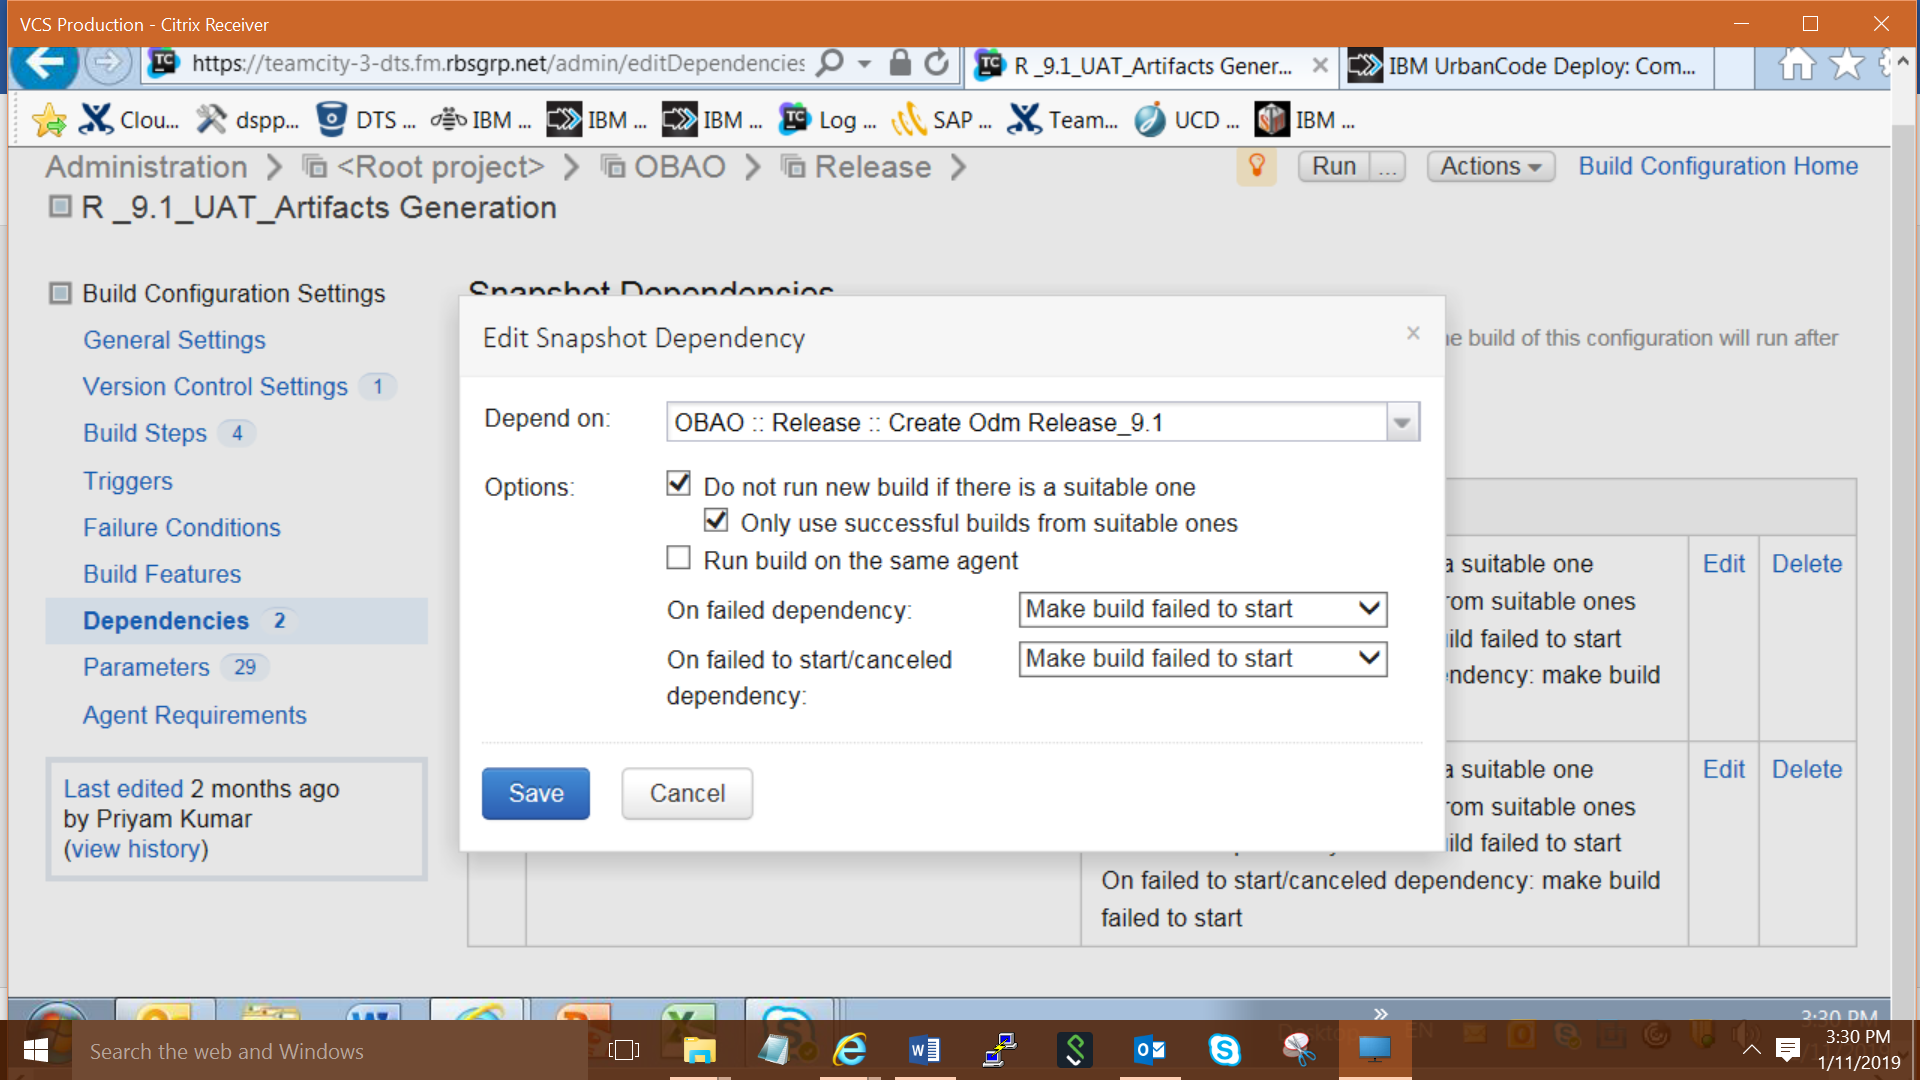 VCS Production - Citrix Receiver
https://teamcity-3-dts.fm.rbsgrp.net/admin/editDependencies
R _9.1_UAT_Artifacts Gener...
IBM UrbanCode Deploy: Com...
Clou...
dspp...
DTS ...
IBM ...
IBM ...
IBM ...
Log ...
SAP ...
Team...
UCD ...
IBM ...
Administration
<Root project>
OBAO
Release
Run
...
Actions
Build Configuration Home
R _9.1_UAT_Artifacts Generation
Build Configuration Settings
General Settings
Version Control Settings 1
Build Steps 4
Triggers
Failure Conditions
Build Features
Dependencies 2
Parameters 29
Agent Requirements
Last edited 2 months ago
by Priyam Kumar
(view history)
Snapshot Dependencies
build of this configuration will run after
Edit Snapshot Dependency
Depend on:
OBAO :: Release :: Create Odm Release_9.1
Options:
Do not run new build if there is a suitable one
Only use successful builds from suitable ones
Run build on the same agent
On failed dependency:
Make build failed to start
On failed to start/canceled
dependency:
Make build failed to start
Save
Cancel
a suitable one
Edit
Delete
suitable ones
failed to start
make build
a suitable one
Edit
Delete
suitable ones
failed to start
On failed to start/canceled dependency: make build
failed to start
3:30 PM
EN
Search the web and Windows
3:30 PM
1/11/2019